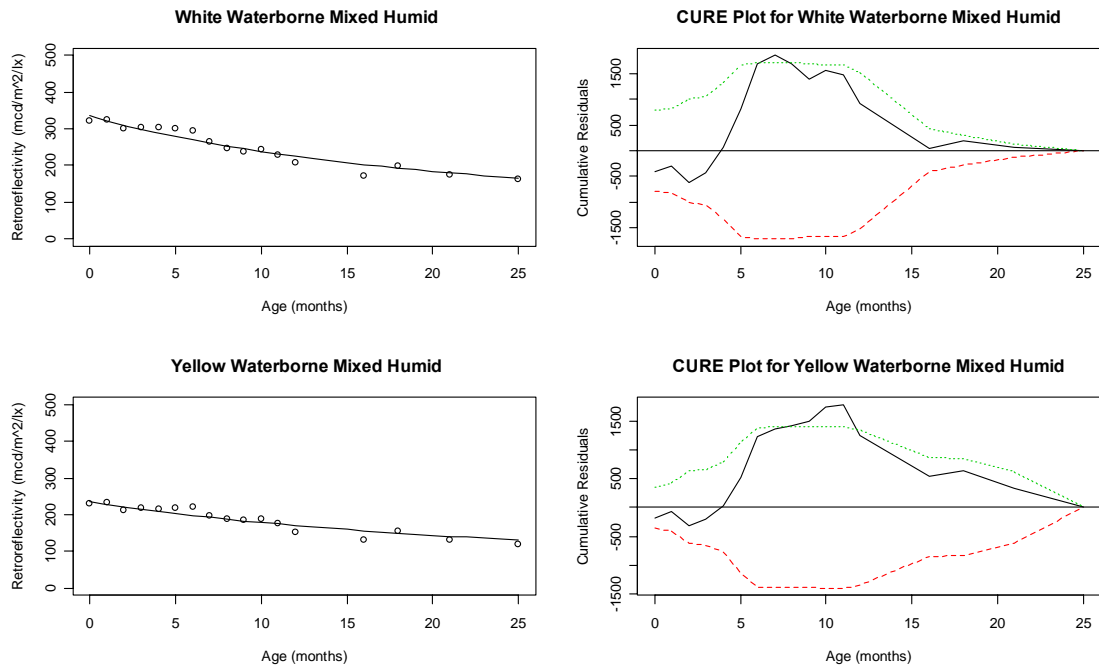 White Waterborne Mixed Humid
Retroreflectivity (mcd/m^2/lx)
500
400
300
200
100
0
0 5 10 15 20 25
Age (months)
CURE Plot for White Waterborne Mixed Humid
Cumulative Residuals
1500
500
-500
-1500
0 5 10 15 20 25
Age (months)
Yellow Waterborne Mixed Humid
Retroreflectivity (mcd/m^2/lx)
500
400
300
200
100
0
0 5 10 15 20 25
Age (months)
CURE Plot for Yellow Waterborne Mixed Humid
Cumulative Residuals
1500
500
-500
-1500
0 5 10 15 20 25
Age (months)